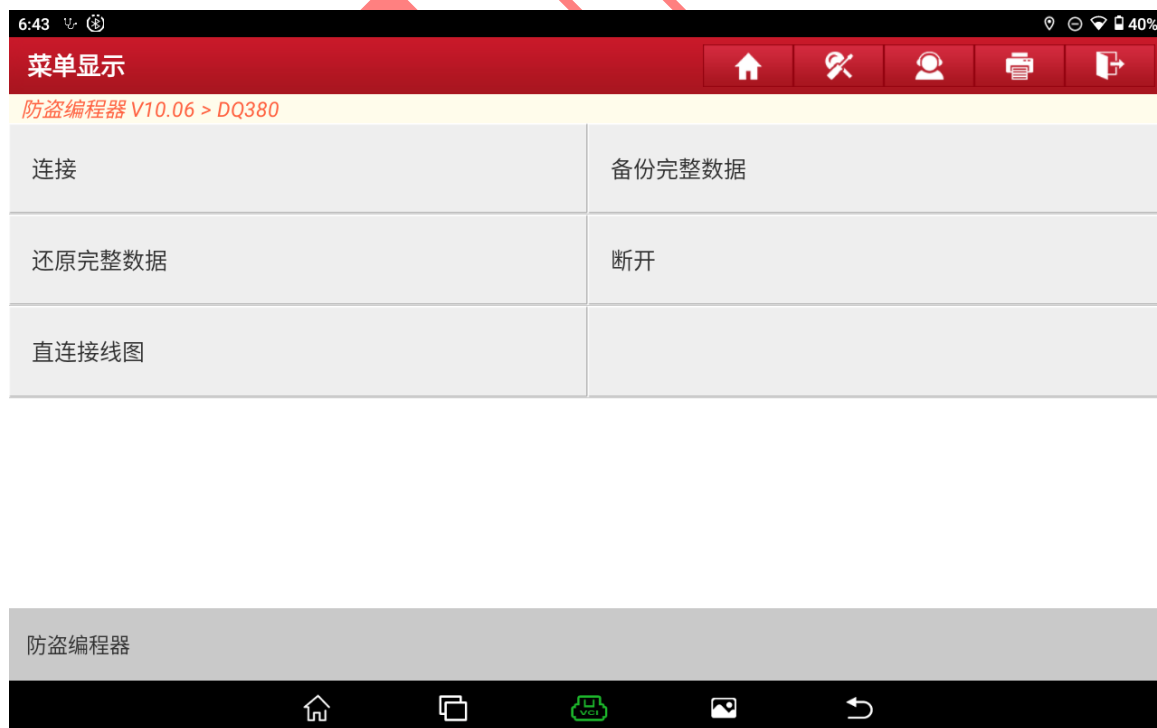 6:43
40%
菜单显示
防盗编程器 V10.06 > DQ380
连接
备份完整数据
还原完整数据
断开
直连接线图
防盗编程器
VCI